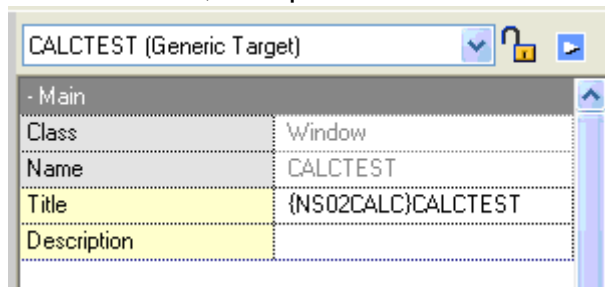 CALCTEST (Generic Target)
- Main
Class Window
Name CALCTEST
Title {NS02CALC}CALCTEST
Description